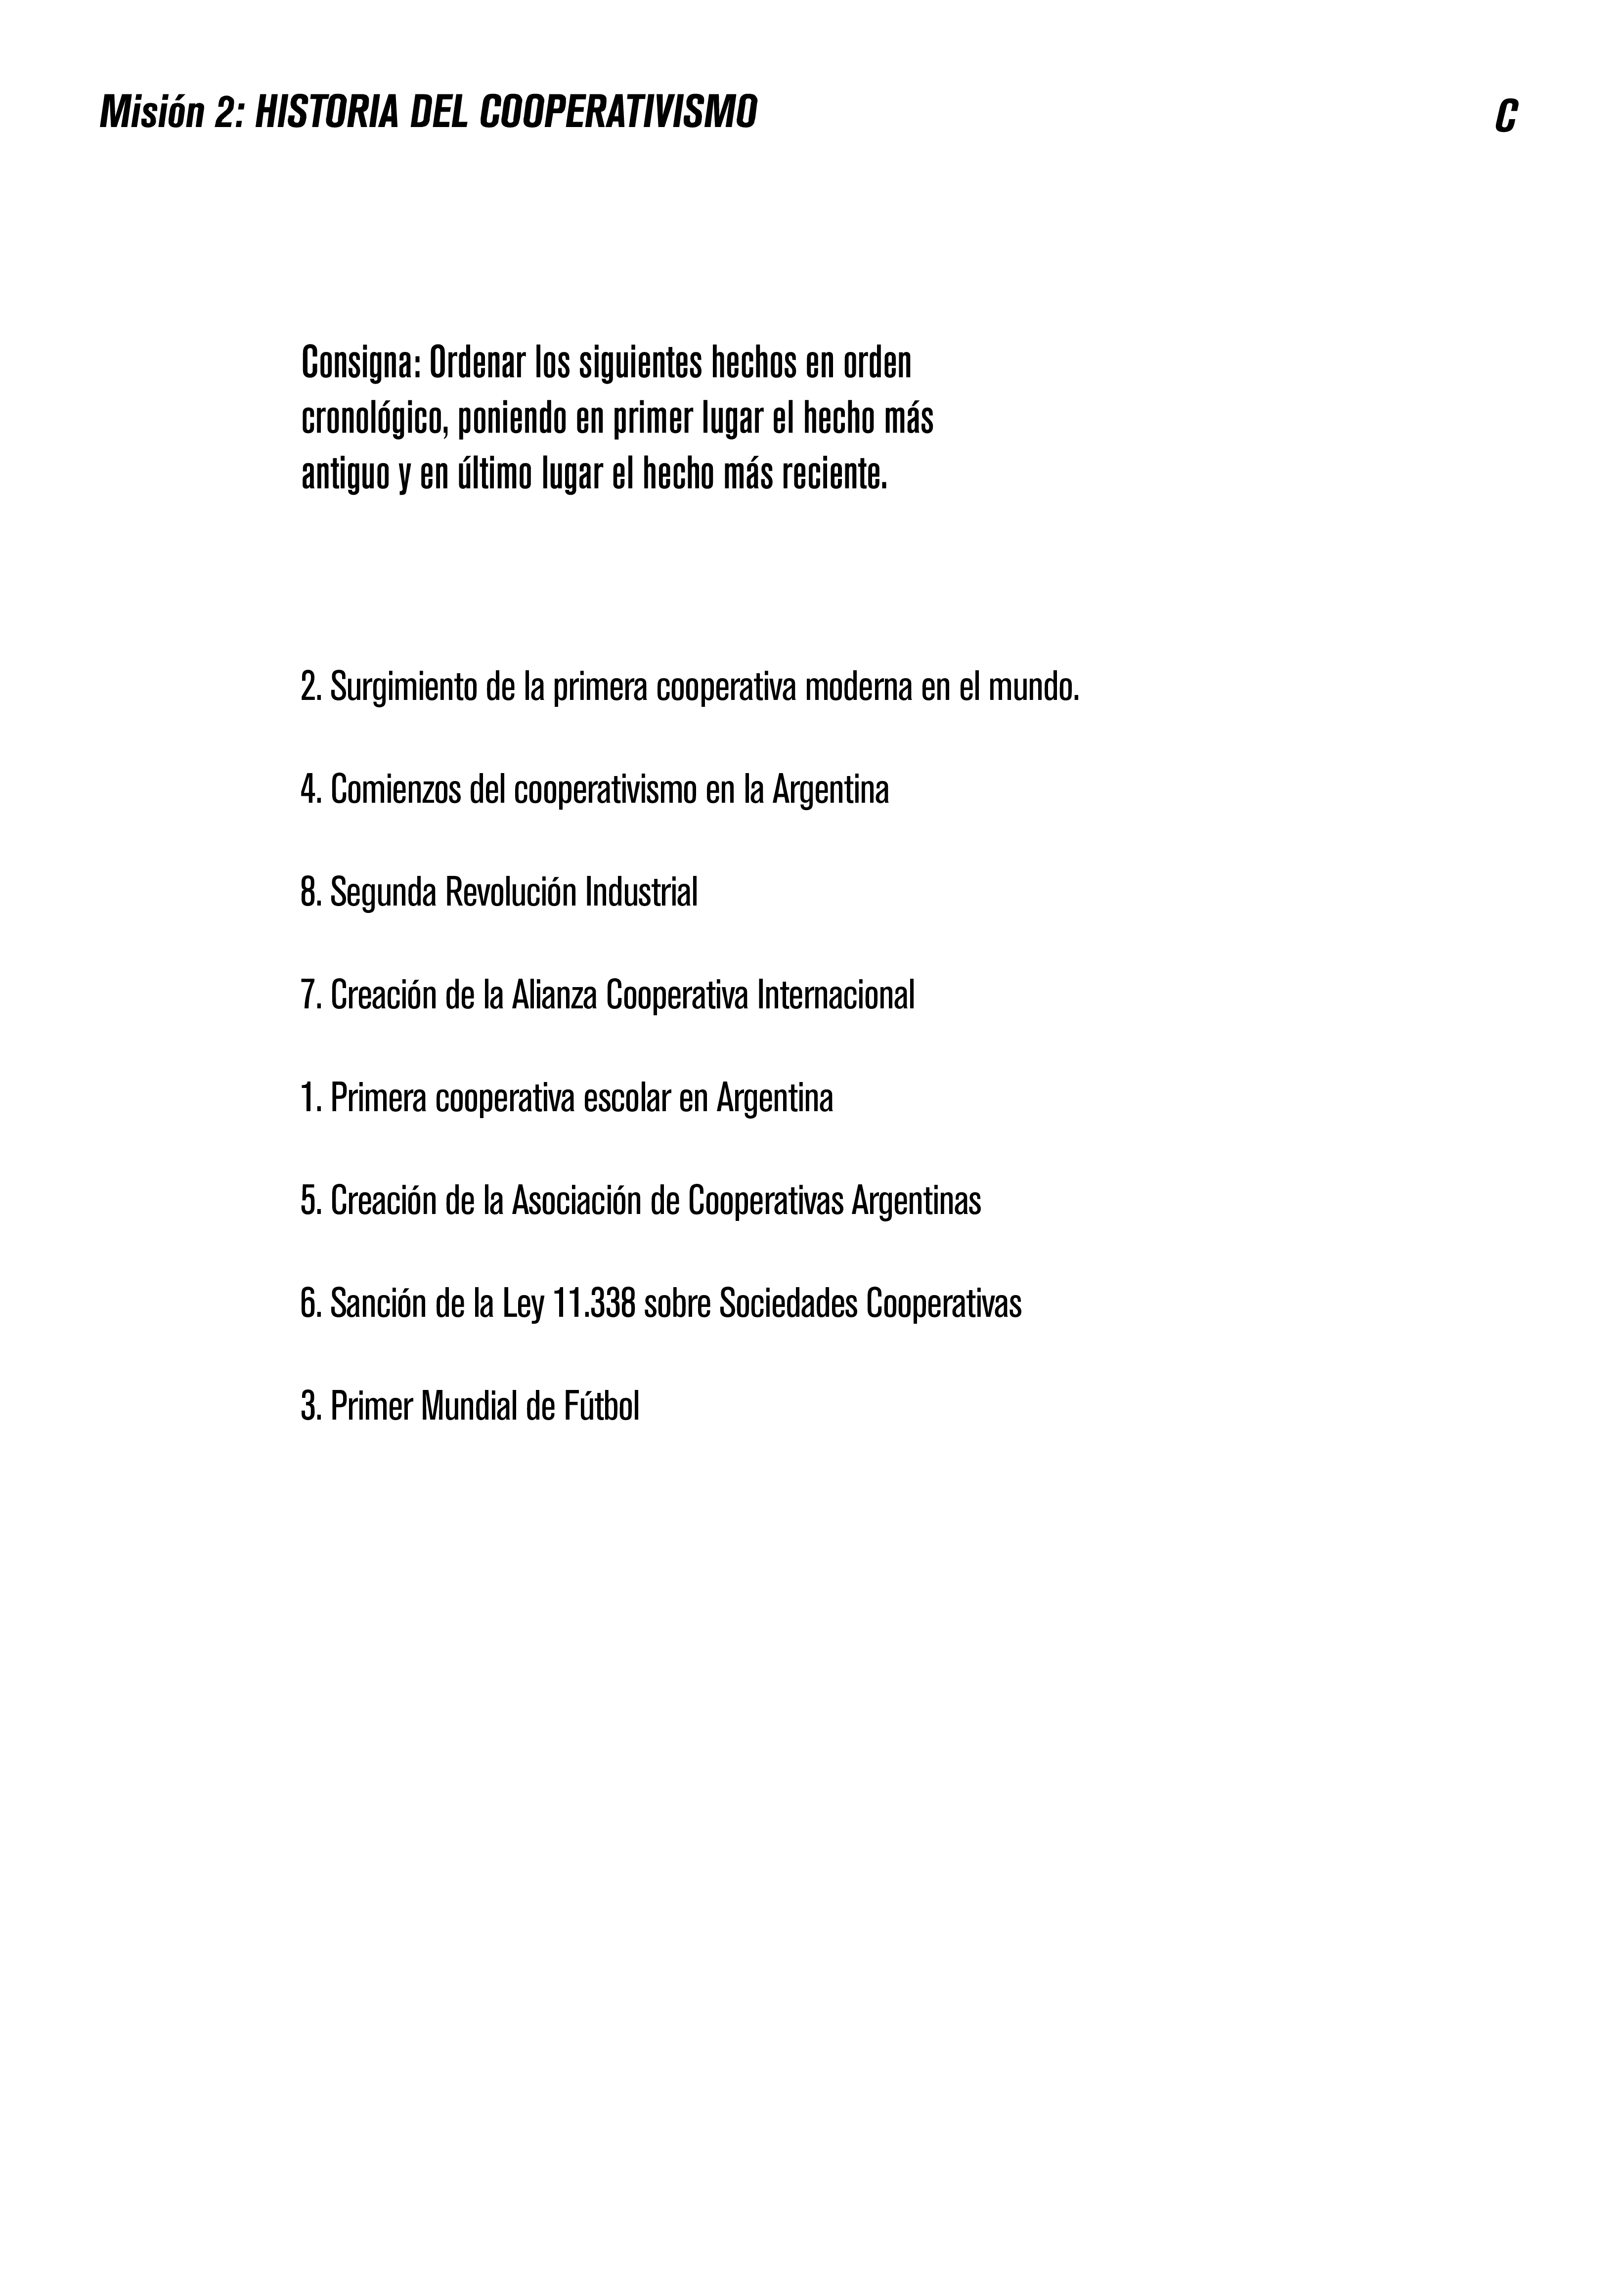 Misión 2: HISTORIA DEL COOPERATIVISMO
C
Consigna: Ordenar los siguientes hechos en orden
cronológico, poniendo en primer lugar el hecho más
antiguo y en último lugar el hecho más reciente.
2. Surgimiento de la primera cooperativa moderna en el mundo.
4. Comienzos del cooperativismo en la Argentina
8. Segunda Revolución Industrial
7. Creación de la Alianza Cooperativa Internacional
1. Primera cooperativa escolar en Argentina
5. Creación de la Asociación de Cooperativas Argentinas
6. Sanción de la Ley 11.338 sobre Sociedades Cooperativas
3. Primer Mundial de Fútbol